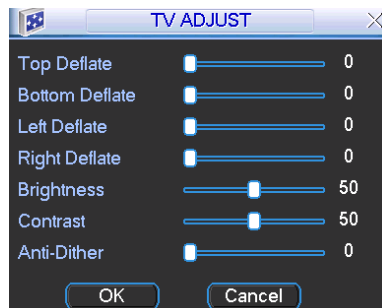 TV ADJUST
Top Deflate 0
Bottom Deflate 0
Left Deflate 0
Right Deflate 0
Brightness 50
Contrast 50
Anti-Dither 0
OK Cancel